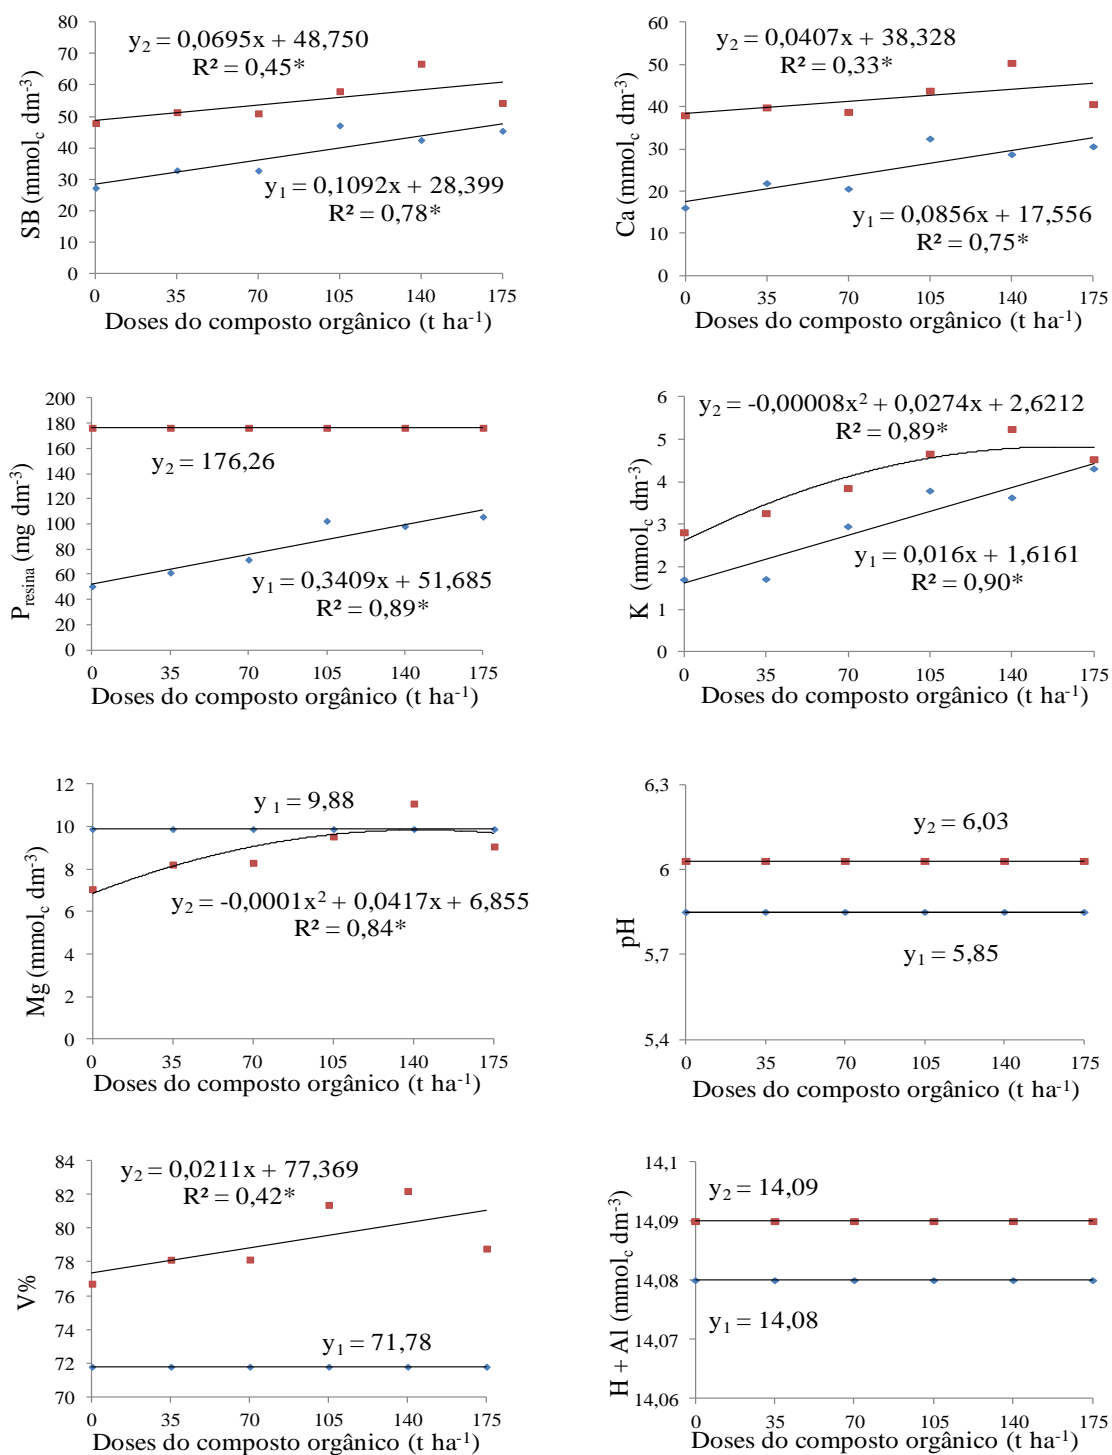 80
70
60
50
40
30
20
10
0
SB (mmol_c dm⁻³)
y₂ = 0,0695x + 48,750
R² = 0,45*
y₁ = 0,1092x + 28,399
R² = 0,78*
0 35 70 105 140 175
Doses do composto orgânico (t ha⁻¹)
60
50
40
30
20
10
0
Ca (mmol_c dm⁻³)
y₂ = 0,0407x + 38,328
R² = 0,33*
y₁ = 0,0856x + 17,556
R² = 0,75*
0 35 70 105 140 175
Doses do composto orgânico (t ha⁻¹)
200
180
160
140
120
100
80
60
40
20
0
P_resina (mg dm⁻³)
y₂ = 176,26
y₁ = 0,3409x + 51,685
R² = 0,89*
0 35 70 105 140 175
Doses do composto orgânico (t ha⁻¹)
6
5
4
3
2
1
0
K (mmol_c dm⁻³)
y₂ = -0,00008x² + 0,0274x + 2,6212
R² = 0,89*
y₁ = 0,016x + 1,6161
R² = 0,90*
0 35 70 105 140 175
Doses do composto orgânico (t ha⁻¹)
12
10
8
6
4
2
0
Mg (mmol_c dm⁻³)
y ₁ = 9,88
y₂ = -0,0001x² + 0,0417x + 6,855
R² = 0,84*
0 35 70 105 140 175
Doses do composto orgânico (t ha⁻¹)
6,3
6
5,7
5,4
pH
y₂ = 6,03
y₁ = 5,85
0 35 70 105 140 175
Doses do composto orgânico (t ha⁻¹)
84
82
80
78
76
74
72
70
V%
y₂ = 0,0211x + 77,369
R² = 0,42*
y₁ = 71,78
0 35 70 105 140 175
Doses do composto orgânico (t ha⁻¹)
14,1
14,09
14,08
14,07
14,06
H + Al (mmol_c dm⁻³)
y₂ = 14,09
y₁ = 14,08
0 35 70 105 140 175
Doses do composto orgânico (t ha⁻¹)